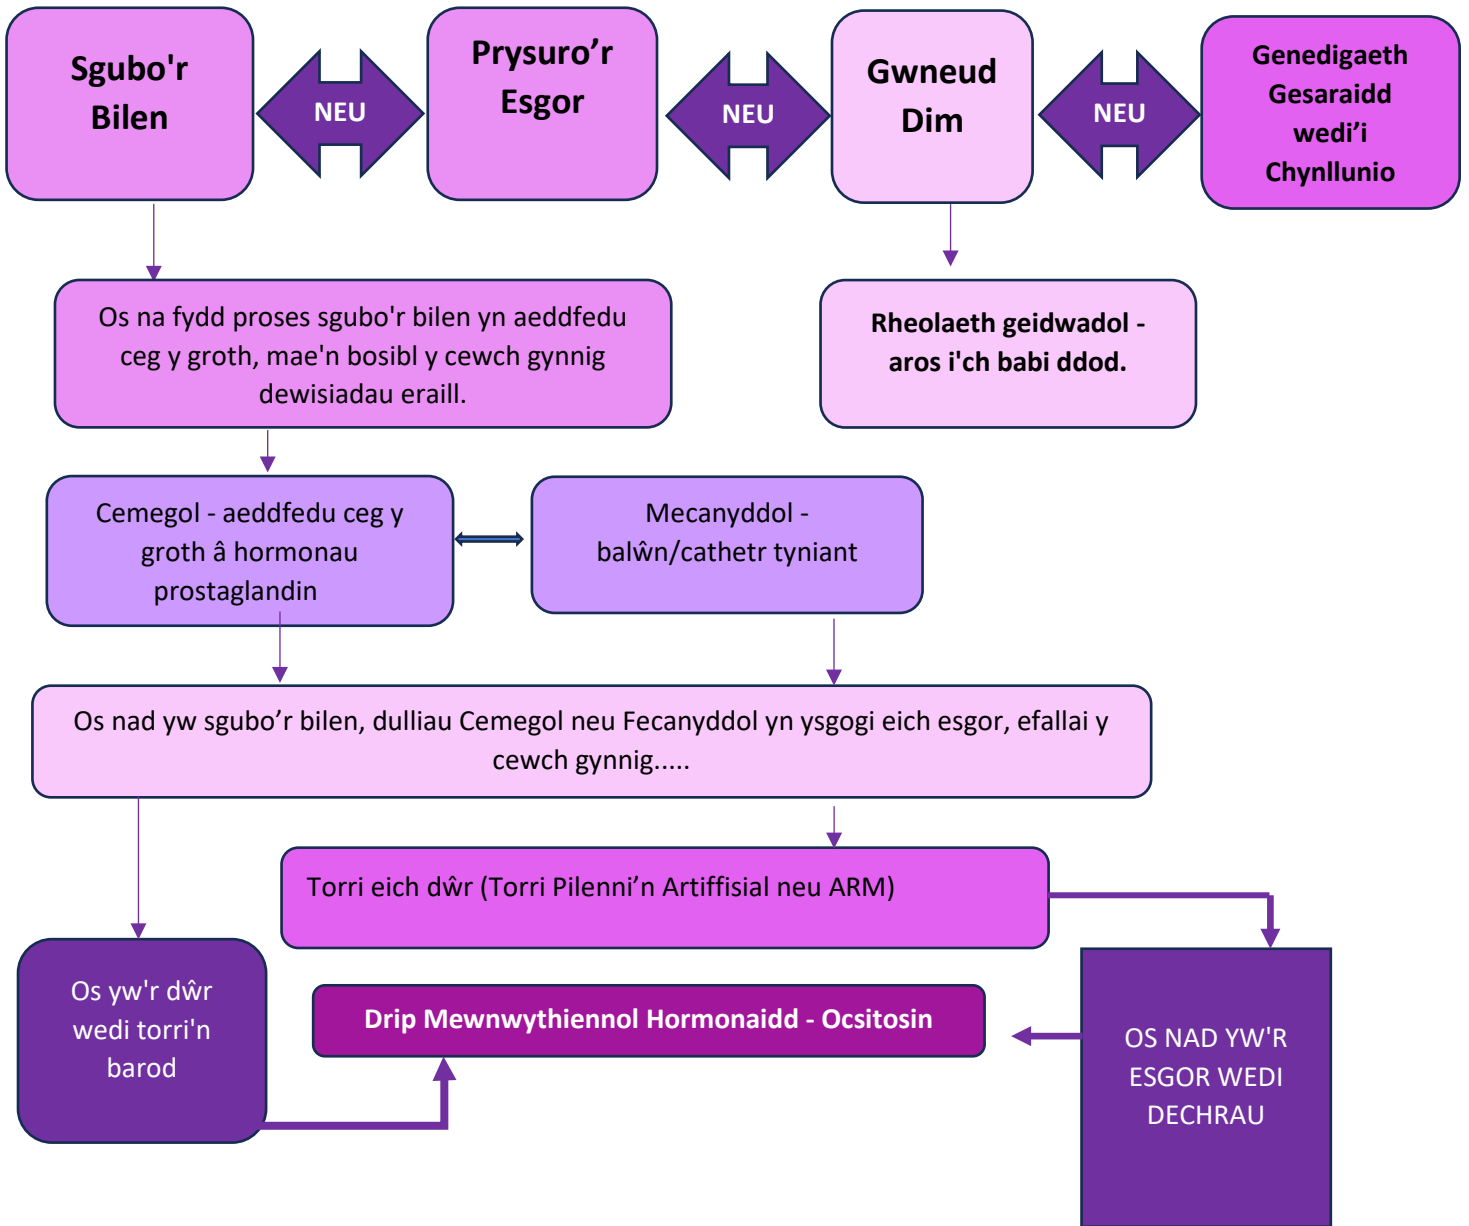 Sgubo'r
Bilen
NEU
Prysuro’r
Esgor
NEU
Gwneud
Dim
NEU
Genedigaeth
Gesaraidd
wedi’i
Chynllunio
Os na fydd proses sgubo'r bilen yn aeddfedu
ceg y groth, mae'n bosibl y cewch gynnig
dewisiadau eraill.
Rheolaeth geidwadol -
aros i'ch babi ddod.
Cemegol - aeddfedu ceg y
groth â hormonau
prostaglandin
Mecanyddol -
balŵn/cathetr tyniant
Os nad yw sgubo’r bilen, dulliau Cemegol neu Fecanyddol yn ysgogi eich esgor, efallai y
cewch gynnig.....
Torri eich dŵr (Torri Pilenni’n Artiffisial neu ARM)
Os yw'r dŵr
wedi torri'n
barod
Drip Mewnwythiennol Hormonaidd - Ocsitosin
OS NAD YW'R
ESGOR WEDI
DECHRAU